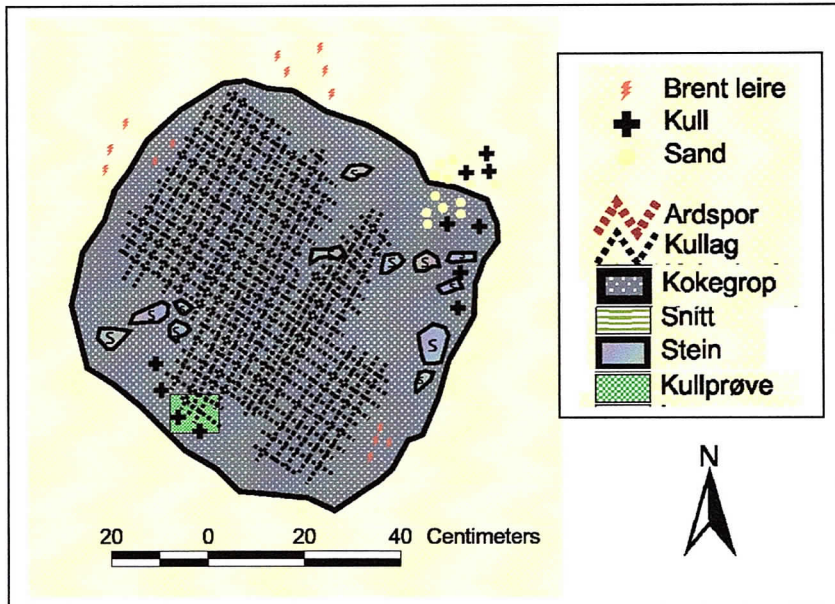 Brent leire
Kull
Sand
Ardspor
Kullag
Kokegrop
Snitt
Stein
Kullprøve
N
S
S
S
20 0 20 40 Centimeters